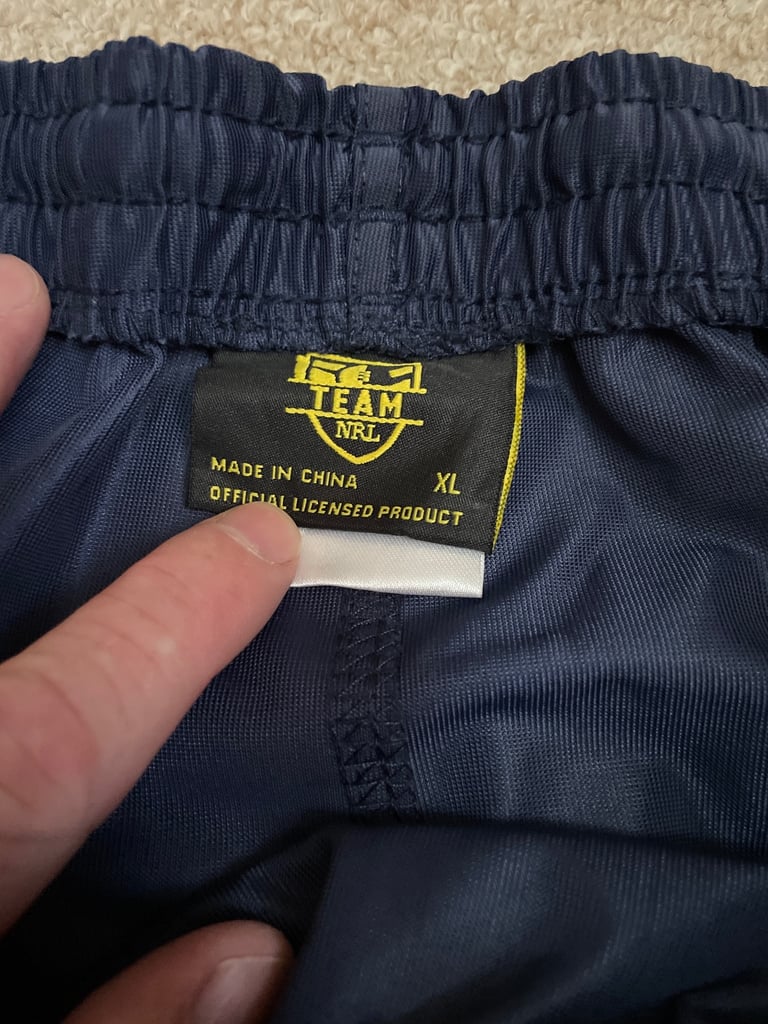 TEAM
NRL
MADE IN CHINA XL
OFFICIAL LICENSED PRODUCT